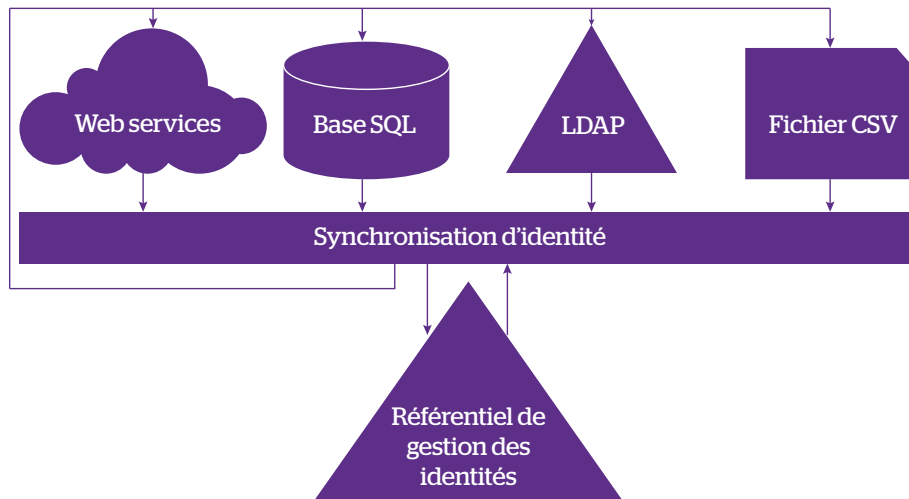 Web services
Base SQL
LDAP
Fichier CSV
Synchronisation d’identité
Référentiel de
gestion des
identités